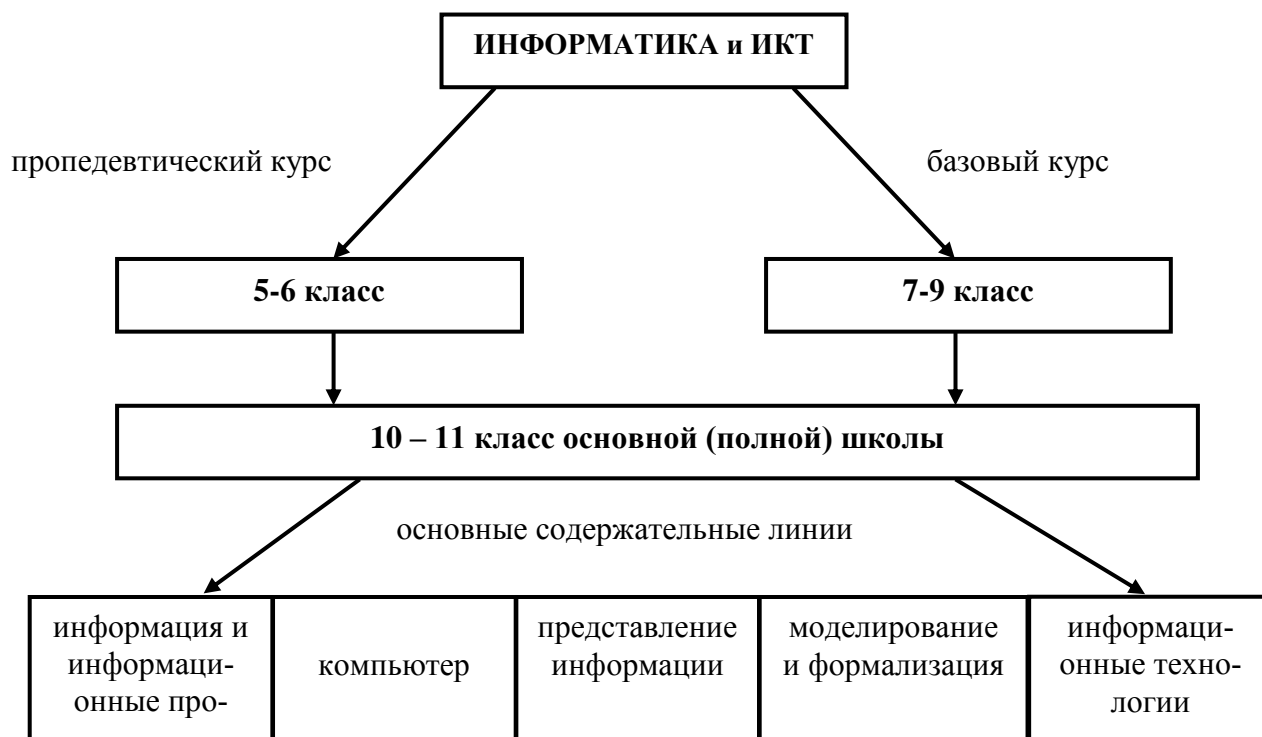 ИНФОРМАТИКА и ИКТ
пропедевтический курс
базовый курс
5-6 класс
7-9 класс
10 – 11 класс основной (полной) школы
основные содержательные линии
информация и
информаци-
онные про-
компьютер
представление
информации
моделирование
и формализация
информаци-
онные техно-
логии